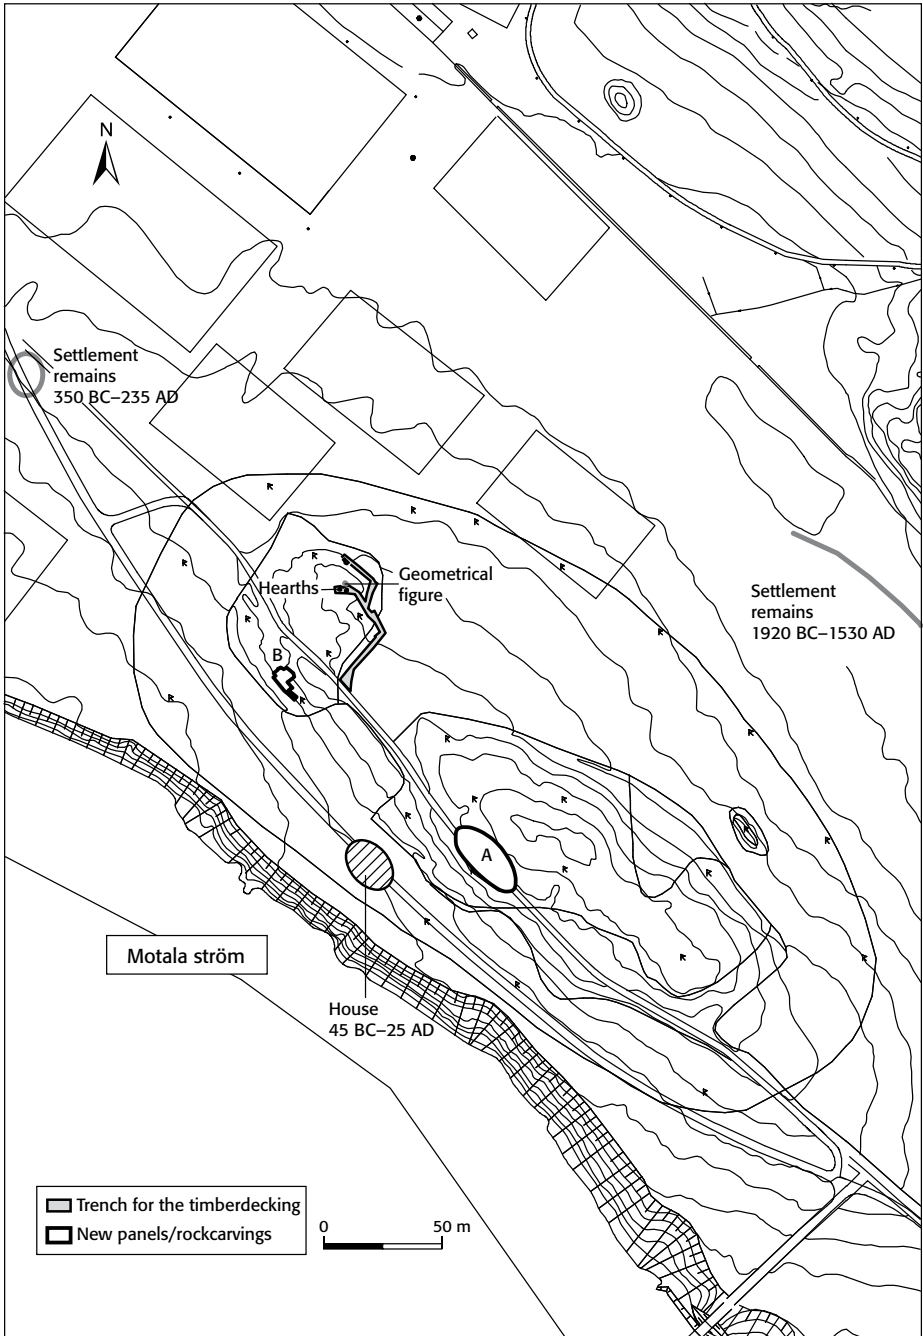 N
Settlement
remains
350 BC–235 AD
Hearths
Geometrical
figure
Settlement
remains
1920 BC–1530 AD
B
A
Motala ström
House
45 BC–25 AD
Trench for the timberdecking
New panels/rockcarvings
0 50 m